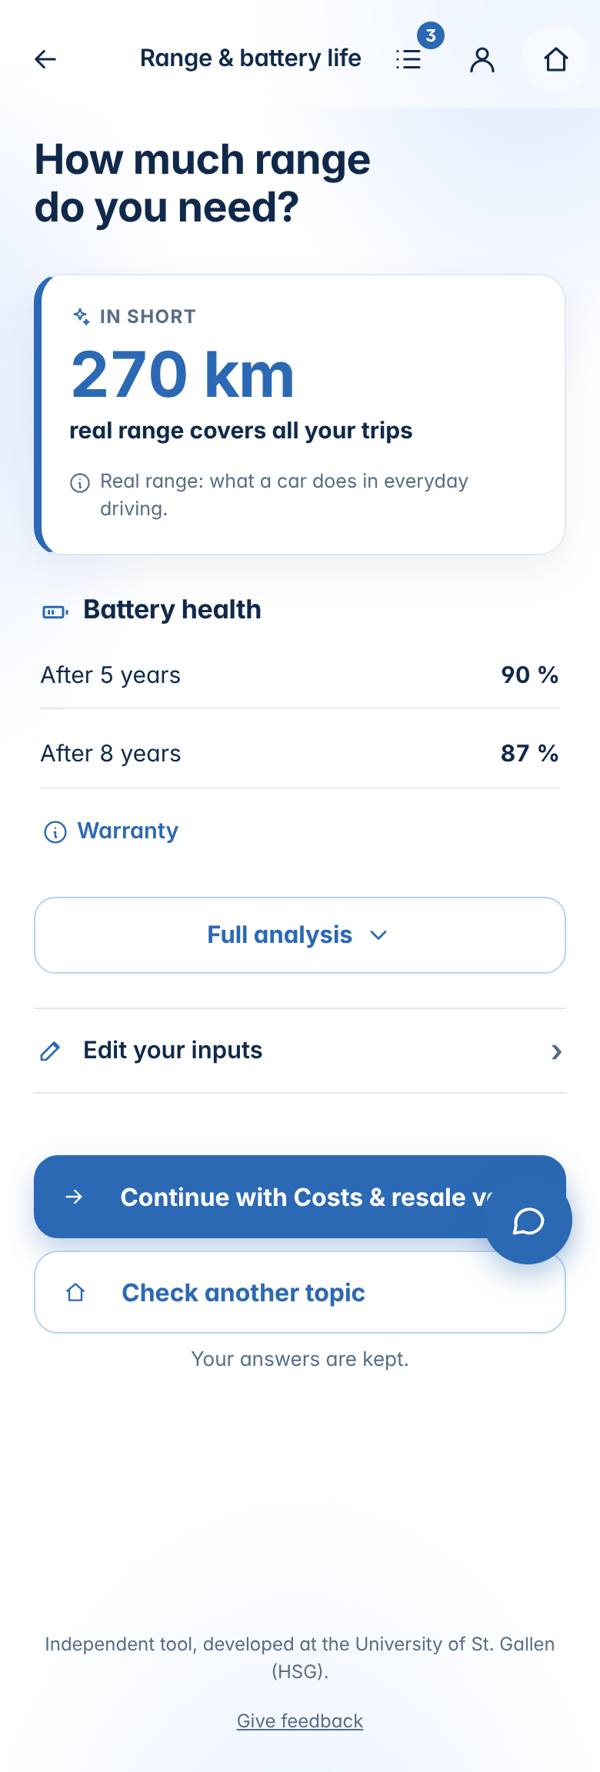 Range & battery life
3
How much range
do you need?
IN SHORT
270 km
real range covers all your trips
Real range: what a car does in everyday
driving.
Battery health
After 5 years 90 %
After 8 years 87 %
Warranty
Full analysis
Edit your inputs
Continue with Costs & resale
Check another topic
Your answers are kept.
Independent tool, developed at the University of St. Gallen
(HSG).
Give feedback